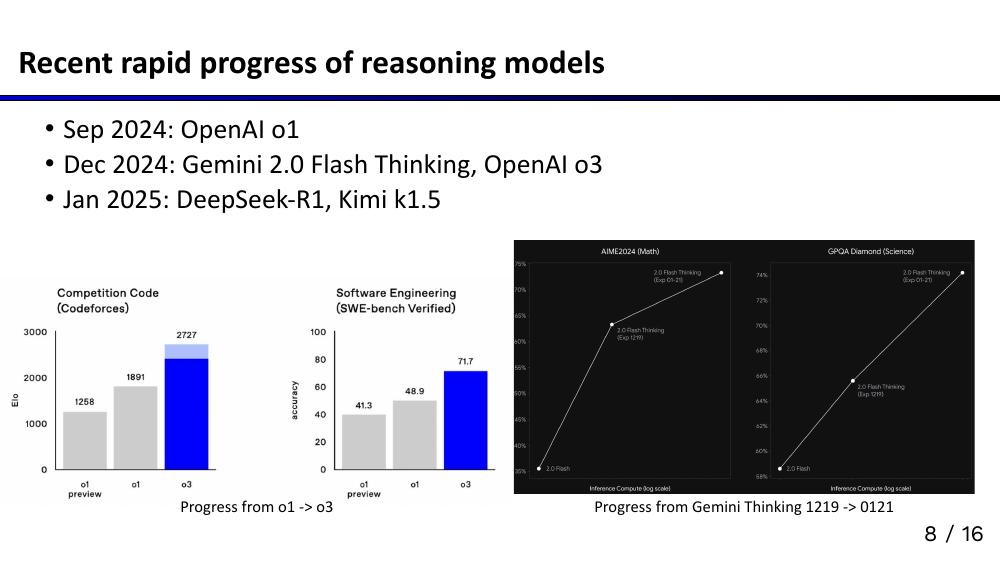 Recent rapid progress of reasoning models
• Sep 2024: OpenAI o1
• Dec 2024: Gemini 2.0 Flash Thinking, OpenAI o3
• Jan 2025: DeepSeek-R1, Kimi k1.5
Competition Code
(Codeforces)
3000
2000
1000
0
Elo
1258
1891
2727
o1
preview
o1
o3
Software Engineering
(SWE-bench Verified)
100
80
60
40
20
0
accuracy
41.3
48.9
71.7
o1
preview
o1
o3
Progress from o1 -> o3
AIME2024 (Math)
75%
70%
65%
60%
55%
50%
45%
40%
35%
2.0 Flash Thinking
(Exp 01-21)
2.0 Flash Thinking
(Exp 1219)
2.0 Flash
Inference Compute (log scale)
GPQA Diamond (Science)
74%
72%
70%
68%
66%
64%
62%
60%
58%
2.0 Flash Thinking
(Exp 01-21)
2.0 Flash Thinking
(Exp 1219)
2.0 Flash
Inference Compute (log scale)
Progress from Gemini Thinking 1219 -> 0121
8 / 16